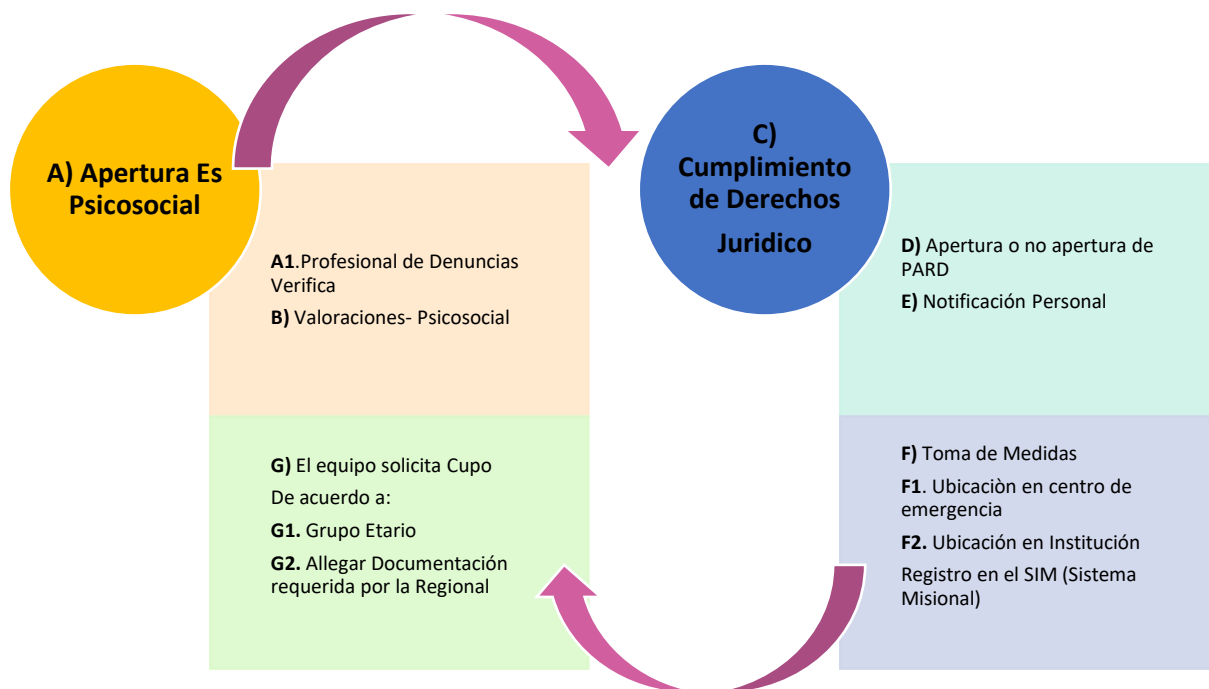 A) Apertura Es
Psicosocial
A1.Profesional de Denuncias
Verifica
B) Valoraciones- Psicosocial
C)
Cumplimiento
de Derechos
Juridico
D) Apertura o no apertura de
PARD
E) Notificación Personal
F) Toma de Medidas
F1. Ubicaciòn en centro de
emergencia
F2. Ubicación en Institución
Registro en el SIM (Sistema
Misional)
G) El equipo solicita Cupo
De acuerdo a:
G1. Grupo Etario
G2. Allegar Documentación
requerida por la Regional